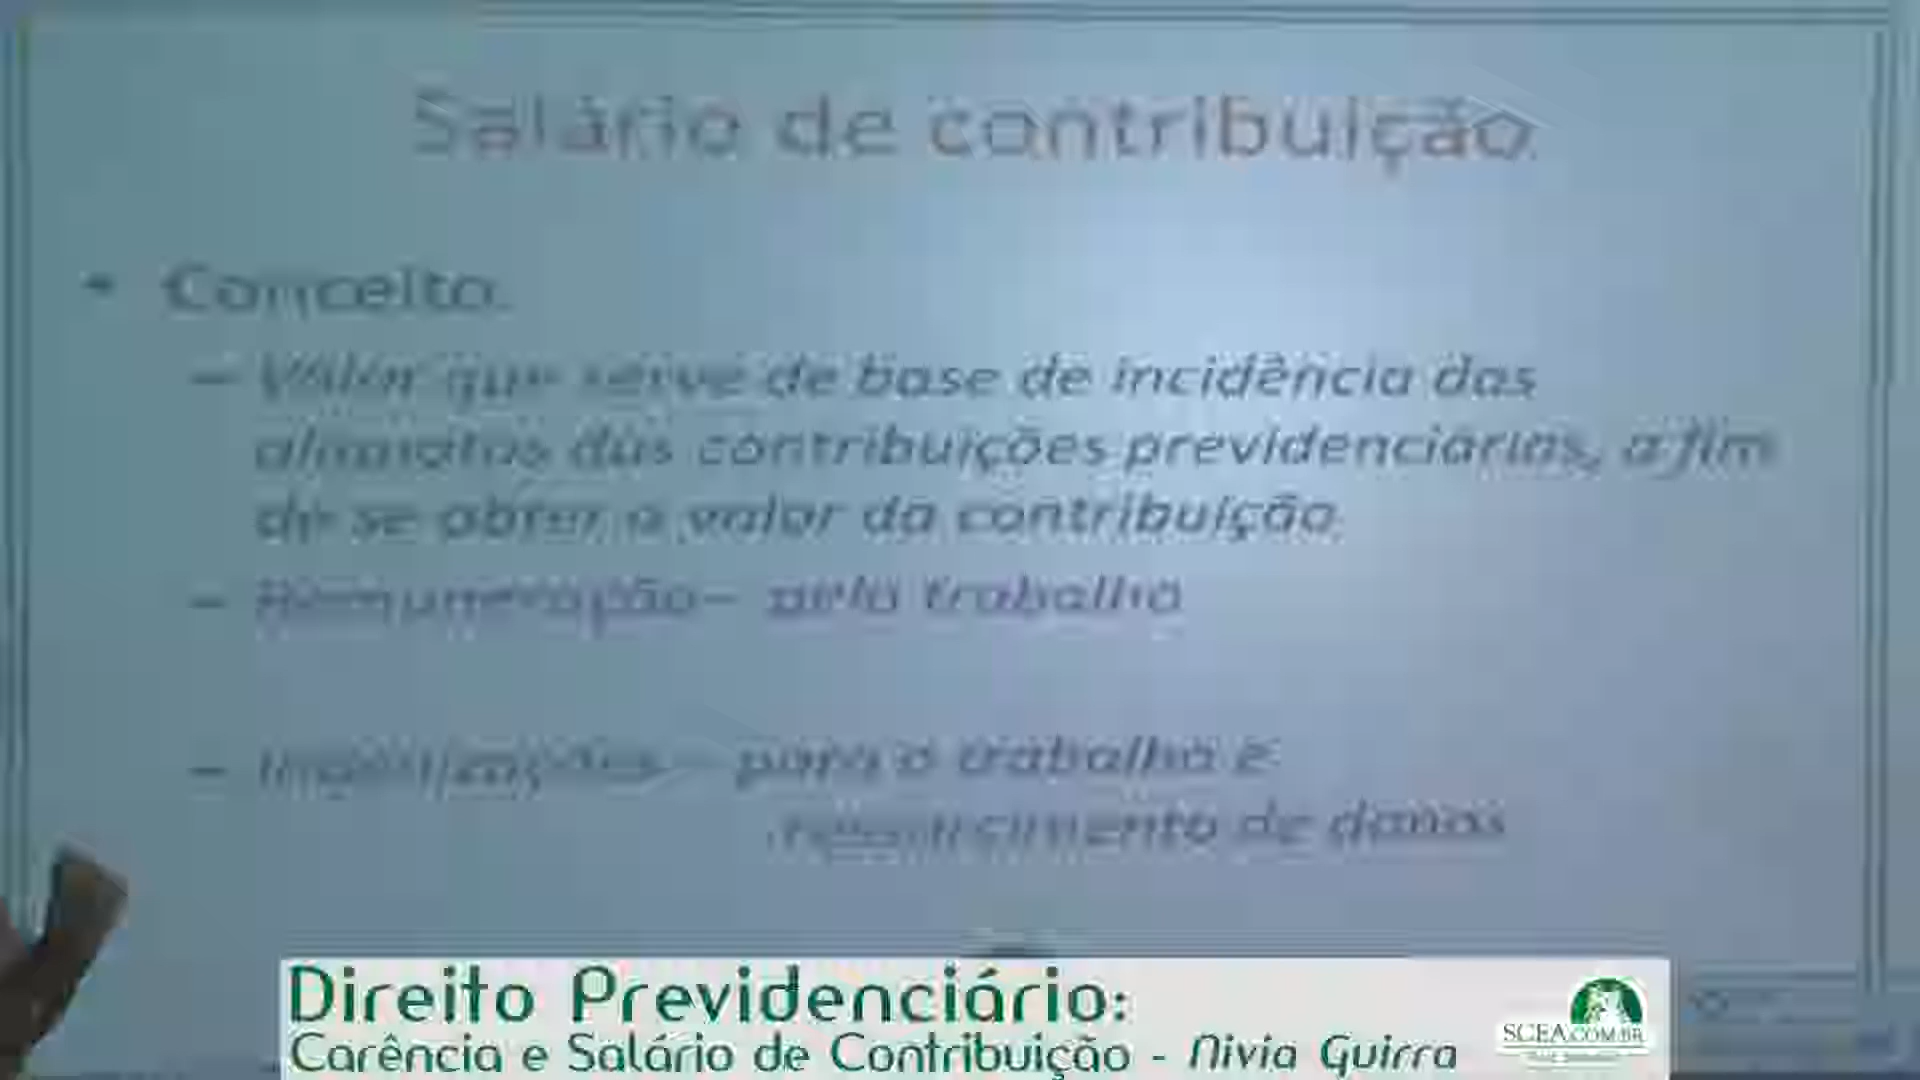 Salário de contribuição
• Conceito
– Valor que serve de base de incidência das
alíquotas das contribuições previdenciárias, a fim
de se obter o valor da contribuição.
– Remuneração – pelo trabalho
– Indenizações – para o trabalho e
ressarcimento de danos
Direito Previdenciário:
Carência e Salário de Contribuição - Nivia Guirra
SCEA.COM.BR